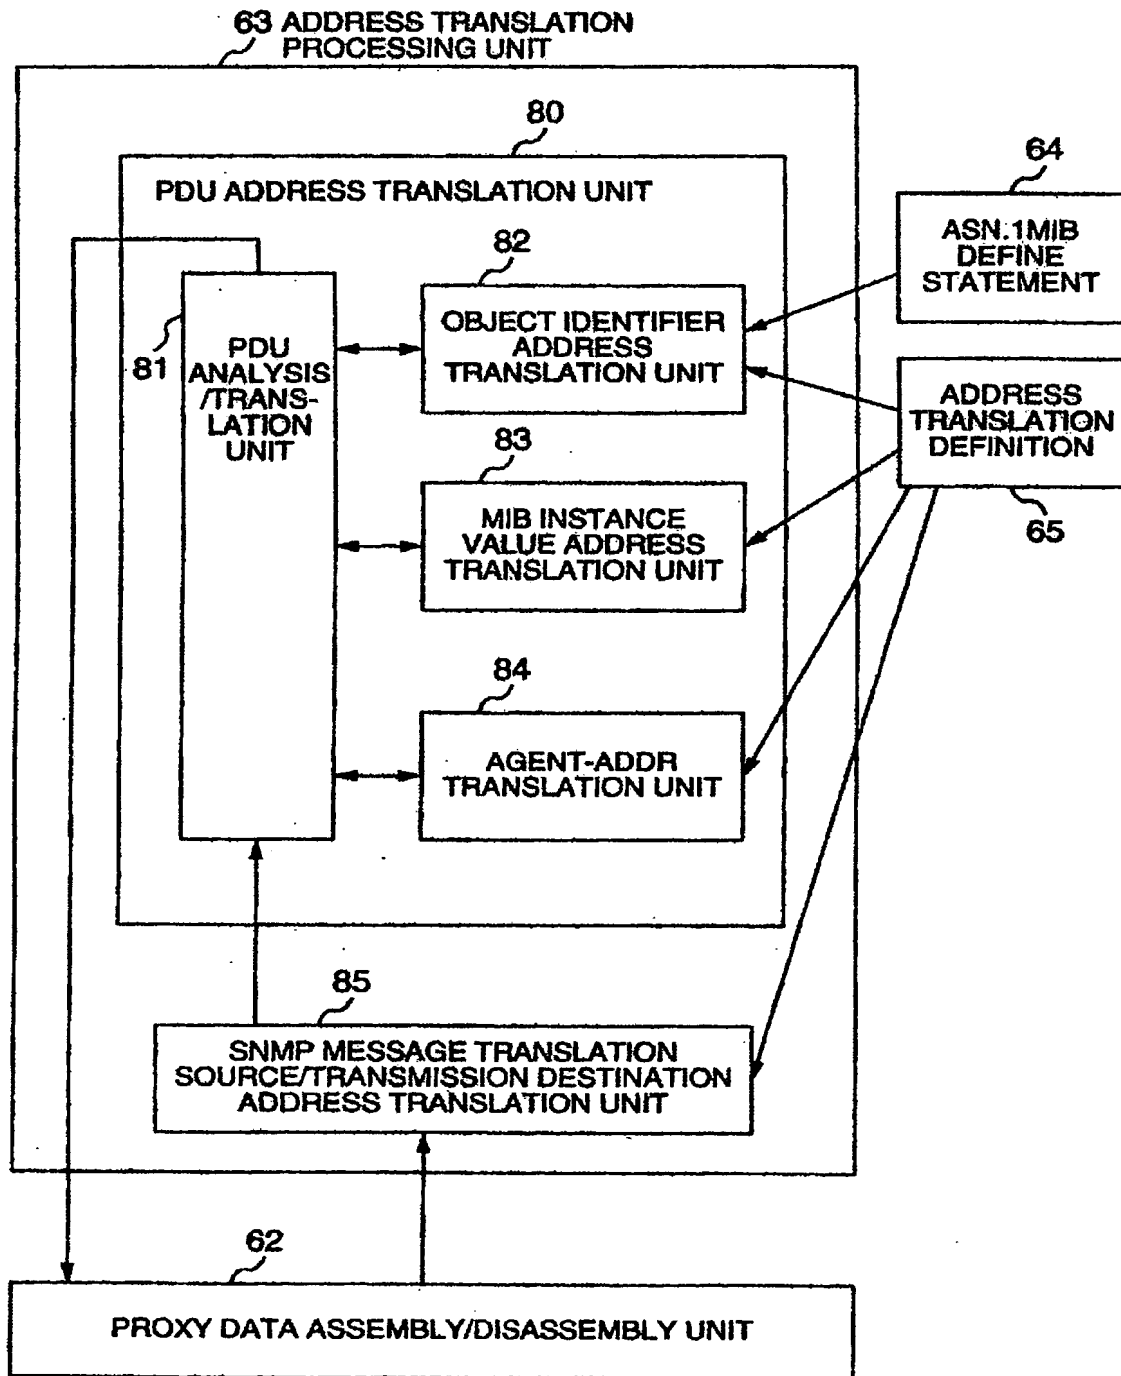 63 ADDRESS TRANSLATION
PROCESSING UNIT
80
PDU ADDRESS TRANSLATION UNIT
64
ASN.1MIB
DEFINE
STATEMENT
82
OBJECT IDENTIFIER
ADDRESS
TRANSLATION UNIT
81
PDU
ANALYSIS
/TRANS-
LATION
UNIT
ADDRESS
TRANSLATION
DEFINITION
65
83
MIB INSTANCE
VALUE ADDRESS
TRANSLATION UNIT
84
AGENT-ADDR
TRANSLATION UNIT
85
SNMP MESSAGE TRANSLATION
SOURCE/TRANSMISSION DESTINATION
ADDRESS TRANSLATION UNIT
62
PROXY DATA ASSEMBLY/DISASSEMBLY UNIT